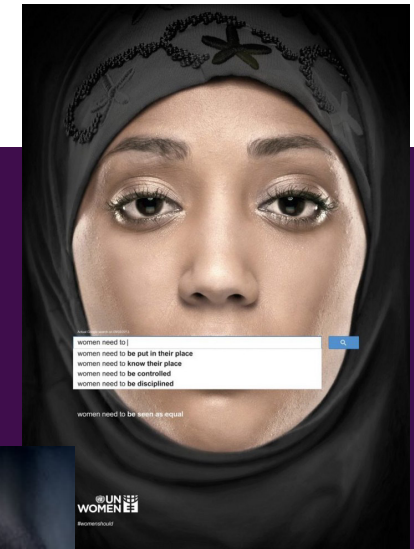 women need to
women need to be put in their place
women need to know their place
women need to be controlled
women need to be disciplined
women need to be seen as equal
UN
WOMEN
#womenshould